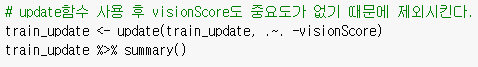 # update함수 사용 후 visionScore도 중요도가 없기 때문에 제외시킨다.
train_update <- update(train_update, .~. -visionScore)
train_update %>% summary()